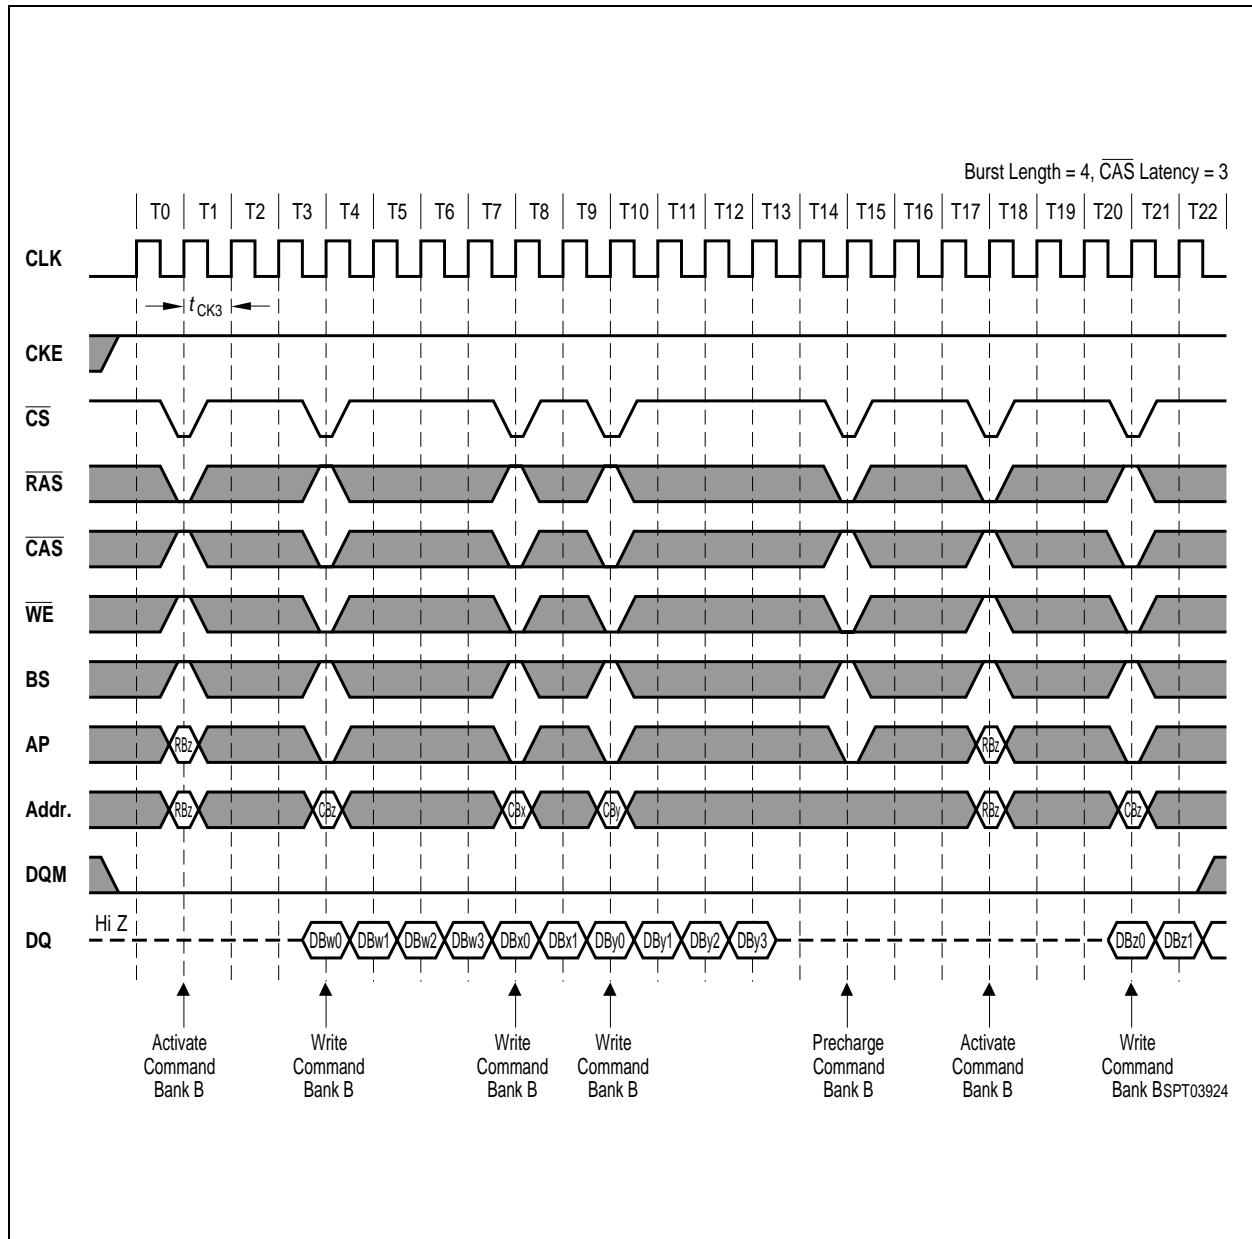 Burst Length = 4, CAS Latency = 3
T0 T1 T2 T3 T4 T5 T6 T7 T8 T9 T10 T11 T12 T13 T14 T15 T16 T17 T18 T19 T20 T21 T22
CLK
tCK3
CKE
CS
RAS
CAS
WE
BS
AP RBz RBz
Addr. RBz CBz CBx CBy RBz CBz
DQM
Hi Z
DQ DBw0 DBw1 DBw2 DBw3 DBx0 DBx1 DBy0 DBy1 DBy2 DBy3 DBz0 DBz1
Activate Write Write Write Precharge Activate Write
Command Command Command Command Command Command Command
Bank B Bank B Bank B Bank B Bank B Bank B Bank B SPT03924